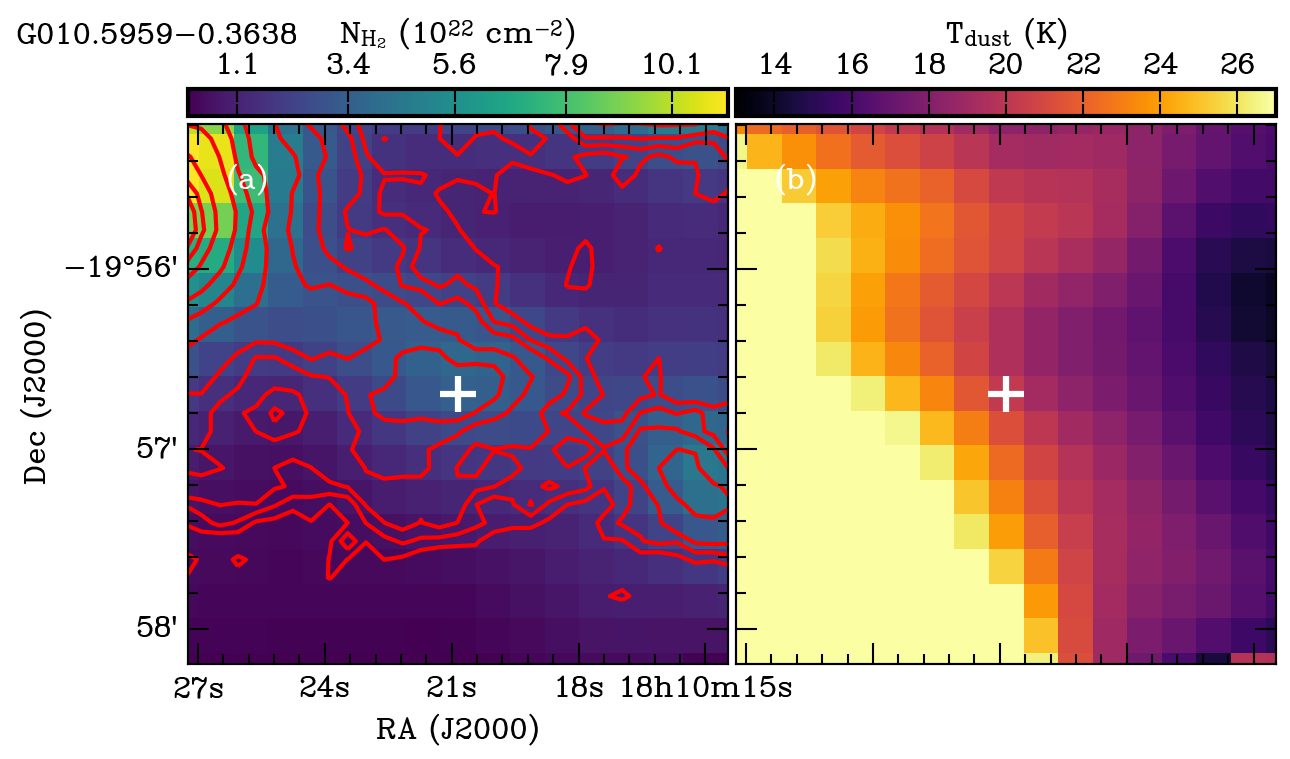 G010.5959−0.3638 N_H₂ (10²² cm⁻²) T_dust (K)
1.1 3.4 5.6 7.9 10.1 14 16 18 20 22 24 26
(a) (b)
−19°56'
57'
58'
Dec (J2000)
27s 24s 21s 18s 18h10m15s
RA (J2000)